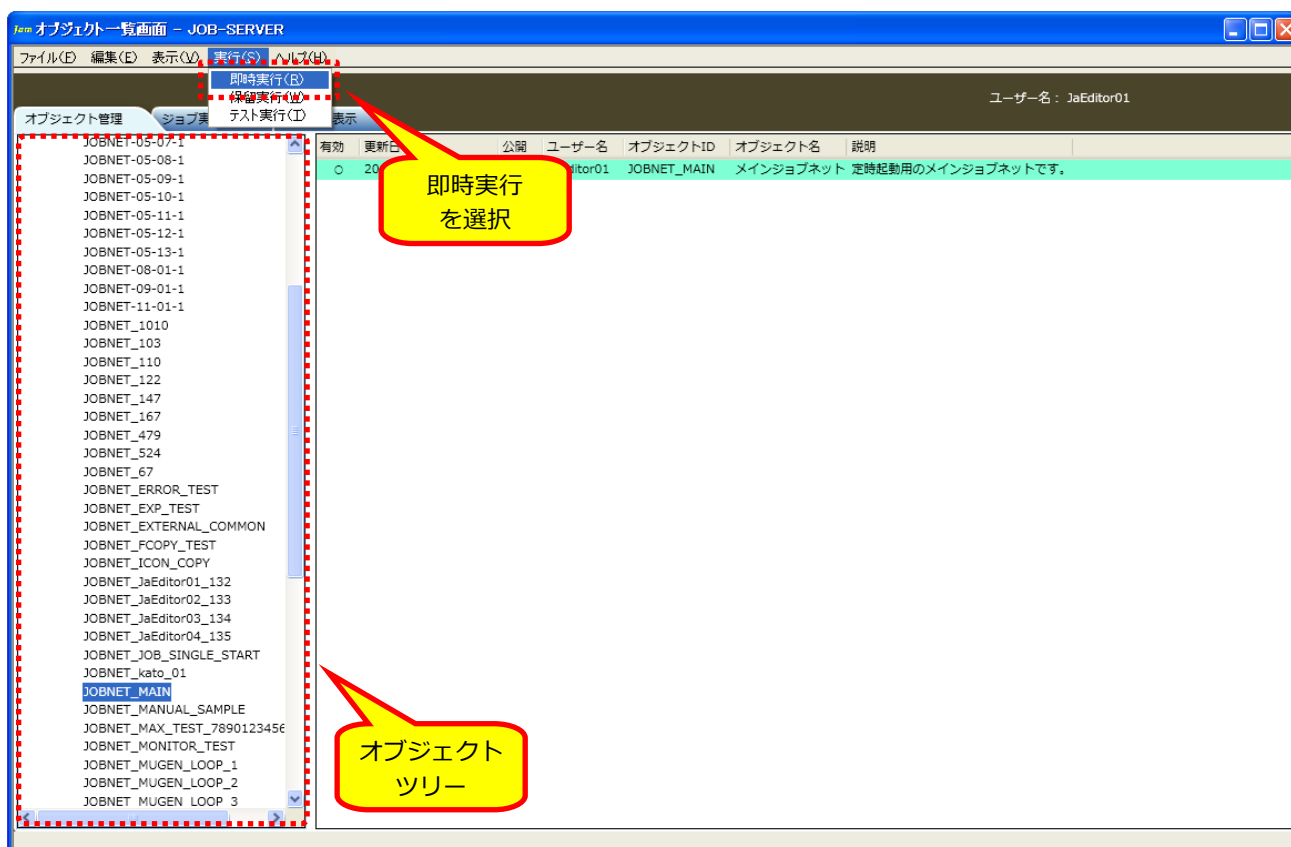 Jam オブジェクト一覧画面 - JOB-SERVER
ファイル(F) 編集(E) 表示(V) 実行(S) ヘルプ(H)
即時実行(R)
保留実行(W)
テスト実行(T)
ユーザー名： JaEditor01
オブジェクト管理 ジョブ実 表示
有効 更新日 公開 ユーザー名 オブジェクトID オブジェクト名 説明
○ 20 ditor01 JOBNET_MAIN メインジョブネット 定時起動用のメインジョブネットです。
即時実行
を選択
JOBNET-05-07-1
JOBNET-05-08-1
JOBNET-05-09-1
JOBNET-05-10-1
JOBNET-05-11-1
JOBNET-05-12-1
JOBNET-05-13-1
JOBNET-08-01-1
JOBNET-09-01-1
JOBNET-11-01-1
JOBNET_1010
JOBNET_103
JOBNET_110
JOBNET_122
JOBNET_147
JOBNET_167
JOBNET_479
JOBNET_524
JOBNET_67
JOBNET_ERROR_TEST
JOBNET_EXP_TEST
JOBNET_EXTERNAL_COMMON
JOBNET_FCOPY_TEST
JOBNET_ICON_COPY
JOBNET_JaEditor01_132
JOBNET_JaEditor02_133
JOBNET_JaEditor03_134
JOBNET_JaEditor04_135
JOBNET_JOB_SINGLE_START
JOBNET_kato_01
JOBNET_MAIN
JOBNET_MANUAL_SAMPLE
JOBNET_MAX_TEST_7890123456
JOBNET_MONITOR_TEST
JOBNET_MUGEN_LOOP_1
JOBNET_MUGEN_LOOP_2
JOBNET_MUGEN_LOOP_3
オブジェクト
ツリー